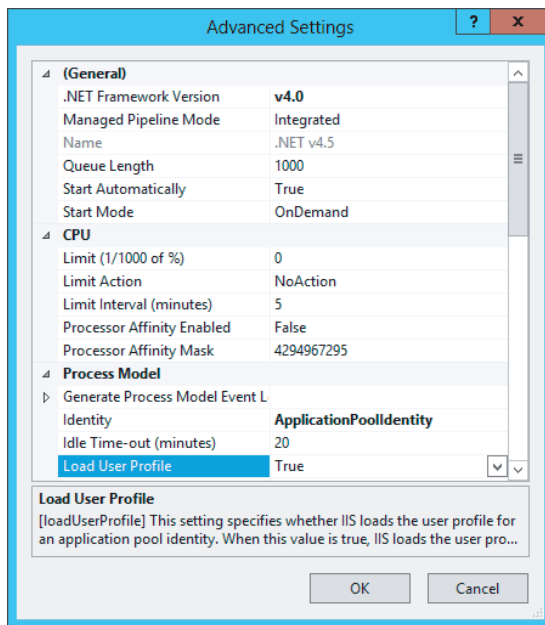 Advanced Settings
?
x
(General)
.NET Framework Version v4.0
Managed Pipeline Mode Integrated
Name .NET v4.5
Queue Length 1000
Start Automatically True
Start Mode OnDemand
CPU
Limit (1/1000 of %) 0
Limit Action NoAction
Limit Interval (minutes) 5
Processor Affinity Enabled False
Processor Affinity Mask 4294967295
Process Model
Generate Process Model Event L
Identity ApplicationPoolIdentity
Idle Time-out (minutes) 20
Load User Profile True
Load User Profile
[loadUserProfile] This setting specifies whether IIS loads the user profile for
an application pool identity. When this value is true, IIS loads the user pro...
OK Cancel